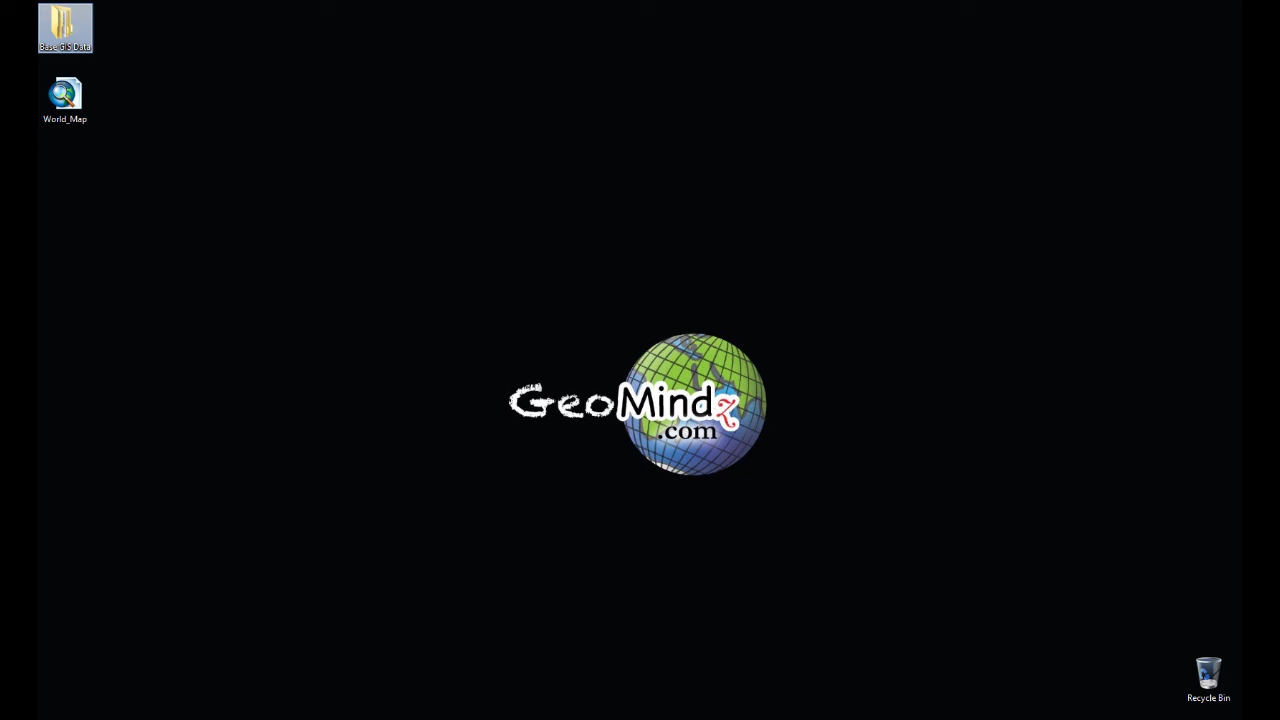 Base GIS Data
World_Map
GeoMindz
.com
Recycle Bin